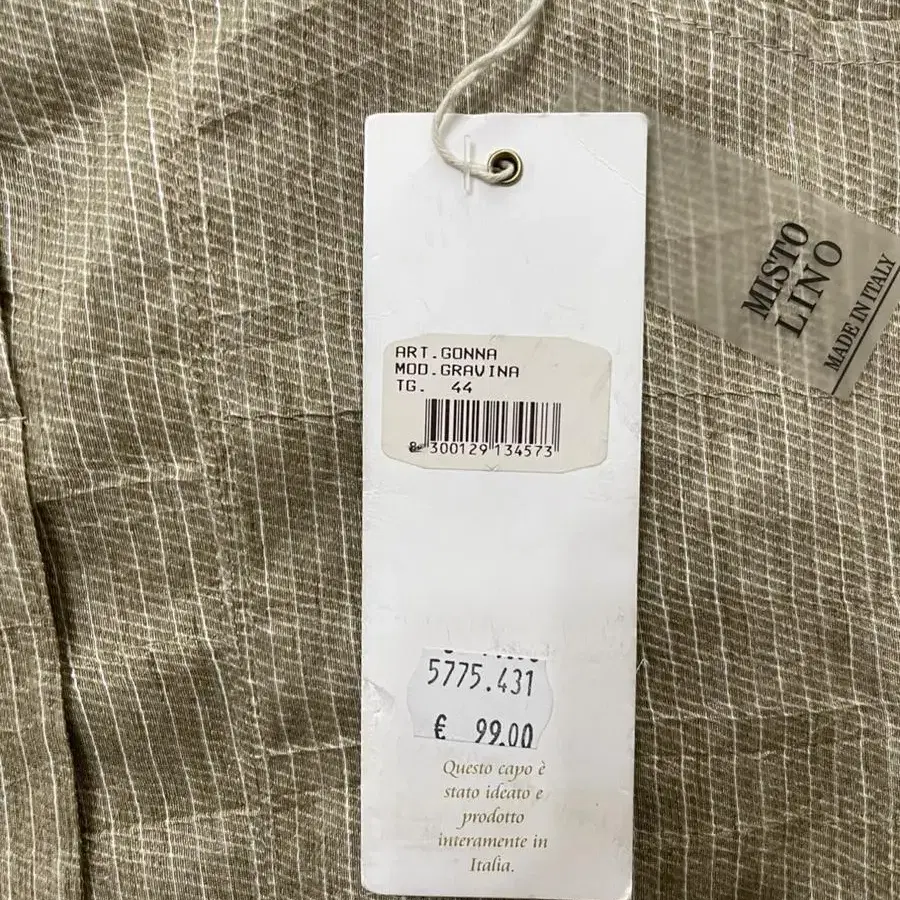 ART.GONNA
MOD.GRAVINA
TG. 44
8 300129 134573
5775.431
€ 99.00
Questo capo è
stato ideato e
prodotto
interamente in
Italia.
MISTO
LINO
MADE IN ITALY